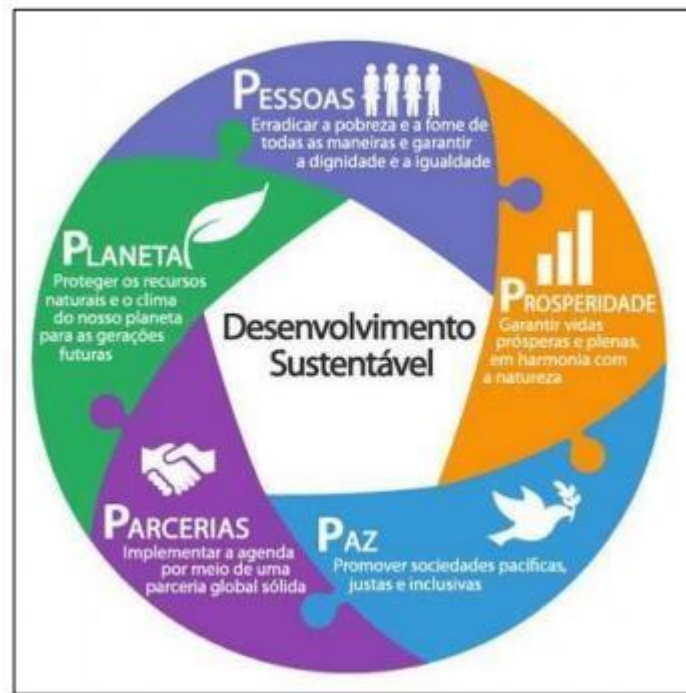 PESSOAS
Erradicar a pobreza e a fome de
todas as maneiras e garantir
a dignidade e a igualdade
PROSPERIDADE
Garantir vidas
prósperas e plenas,
em harmonia com
a natureza
PAZ
Promover sociedades pacíficas,
justas e inclusivas
PARCERIAS
Implementar a agenda
por meio de uma
parceria global sólida
PLANETA
Proteger os recursos
naturais e o clima
do nosso planeta
para as gerações
futuras
Desenvolvimento
Sustentável